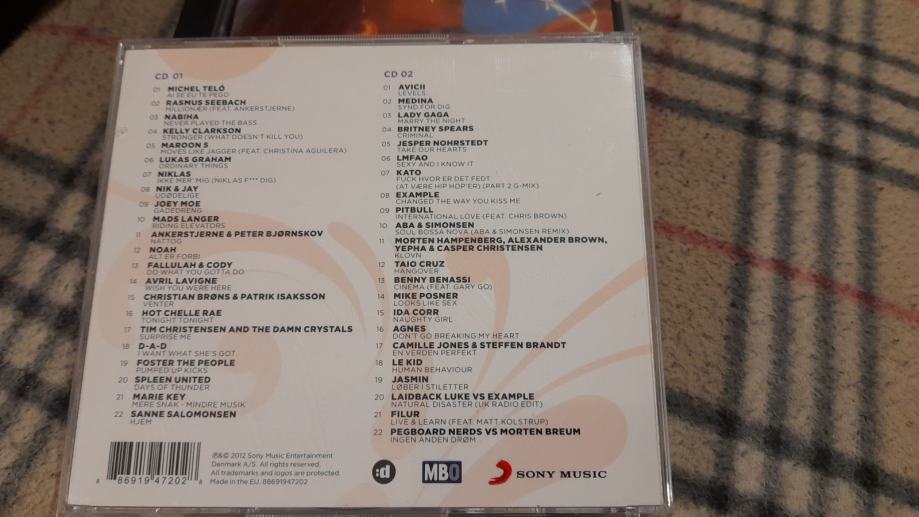 CD 01
01 MICHEL TELÓ
AI SE EU TE PEGO
02 RASMUS SEEBACH
MILLIONÆR (FEAT. ANKERSTJERNE)
03 NABIHA
NEVER PLAYED THE BASS
04 KELLY CLARKSON
STRONGER (WHAT DOESN'T KILL YOU)
05 MAROON 5
MOVES LIKE JAGGER (FEAT. CHRISTINA AGUILERA)
06 LUKAS GRAHAM
ORDINARY THINGS
07 NIKLAS
IKKE MER' MIG (NIKLAS F*** DIG)
08 NIK & JAY
UDØDELIGE
09 JOEY MOE
GADEDRENG
10 MADS LANGER
RIDING ELEVATORS
11 ANKERSTJERNE & PETER BJØRNSKOV
NATTOG
12 NOAH
ALT ER FORBI
13 FALLULAH & CODY
DO WHAT YOU GOTTA DO
14 AVRIL LAVIGNE
WISH YOU WERE HERE
15 CHRISTIAN BRØNS & PATRIK ISAKSSON
VENTER
16 HOT CHELLE RAE
TONIGHT TONIGHT
17 TIM CHRISTENSEN AND THE DAMN CRYSTALS
SURPRISE ME
18 D-A-D
I WANT WHAT SHE'S GOT
19 FOSTER THE PEOPLE
PUMPED UP KICKS
20 SPLEEN UNITED
DAYS OF THUNDER
21 MARIE KEY
MERE SNAK - MINDRE MUSIK
22 SANNE SALOMONSEN
HJEM
CD 02
01 AVICII
LEVELS
02 MEDINA
SYND FOR DIG
03 LADY GAGA
MARRY THE NIGHT
04 BRITNEY SPEARS
CRIMINAL
05 JESPER NOHRSTEDT
TAKE OUR HEARTS
06 LMFAO
SEXY AND I KNOW IT
07 KATO
FUCK HVOR ER DET FEDT
(AT VÆRE HIP HOP'ER) (PART 2 G-MIX)
08 EXAMPLE
CHANGED THE WAY YOU KISS ME
09 PITBULL
INTERNATIONAL LOVE (FEAT. CHRIS BROWN)
10 ABA & SIMONSEN
SOUL BOSSA NOVA (ABA & SIMONSEN REMIX)
11 MORTEN HAMPENBERG, ALEXANDER BROWN,
YEPHA & CASPER CHRISTENSEN
KLOVN
12 TAIO CRUZ
HANGOVER
13 BENNY BENASSI
CINEMA (FEAT. GARY GO)
14 MIKE POSNER
LOOKS LIKE SEX
15 IDA CORR
NAUGHTY GIRL
16 AGNES
DON'T GO BREAKING MY HEART
17 CAMILLE JONES & STEFFEN BRANDT
EN VERDEN PERFEKT
18 LE KID
HUMAN BEHAVIOUR
19 JASMIN
LØBER I STILETTER
20 LAIDBACK LUKE VS EXAMPLE
NATURAL DISASTER (UK RADIO EDIT)
21 FILUR
LIVE & LEARN (FEAT. MATT KOLSTRUP)
22 PEGBOARD NERDS VS MORTEN BREUM
INGEN ANDEN DRØM
8 86919 47202 8
℗&© 2012 Sony Music Entertainment
Denmark A/S. All rights reserved.
All trademarks and logos are protected.
Made in the EU. 88691947202
:d
MBO
SONY MUSIC